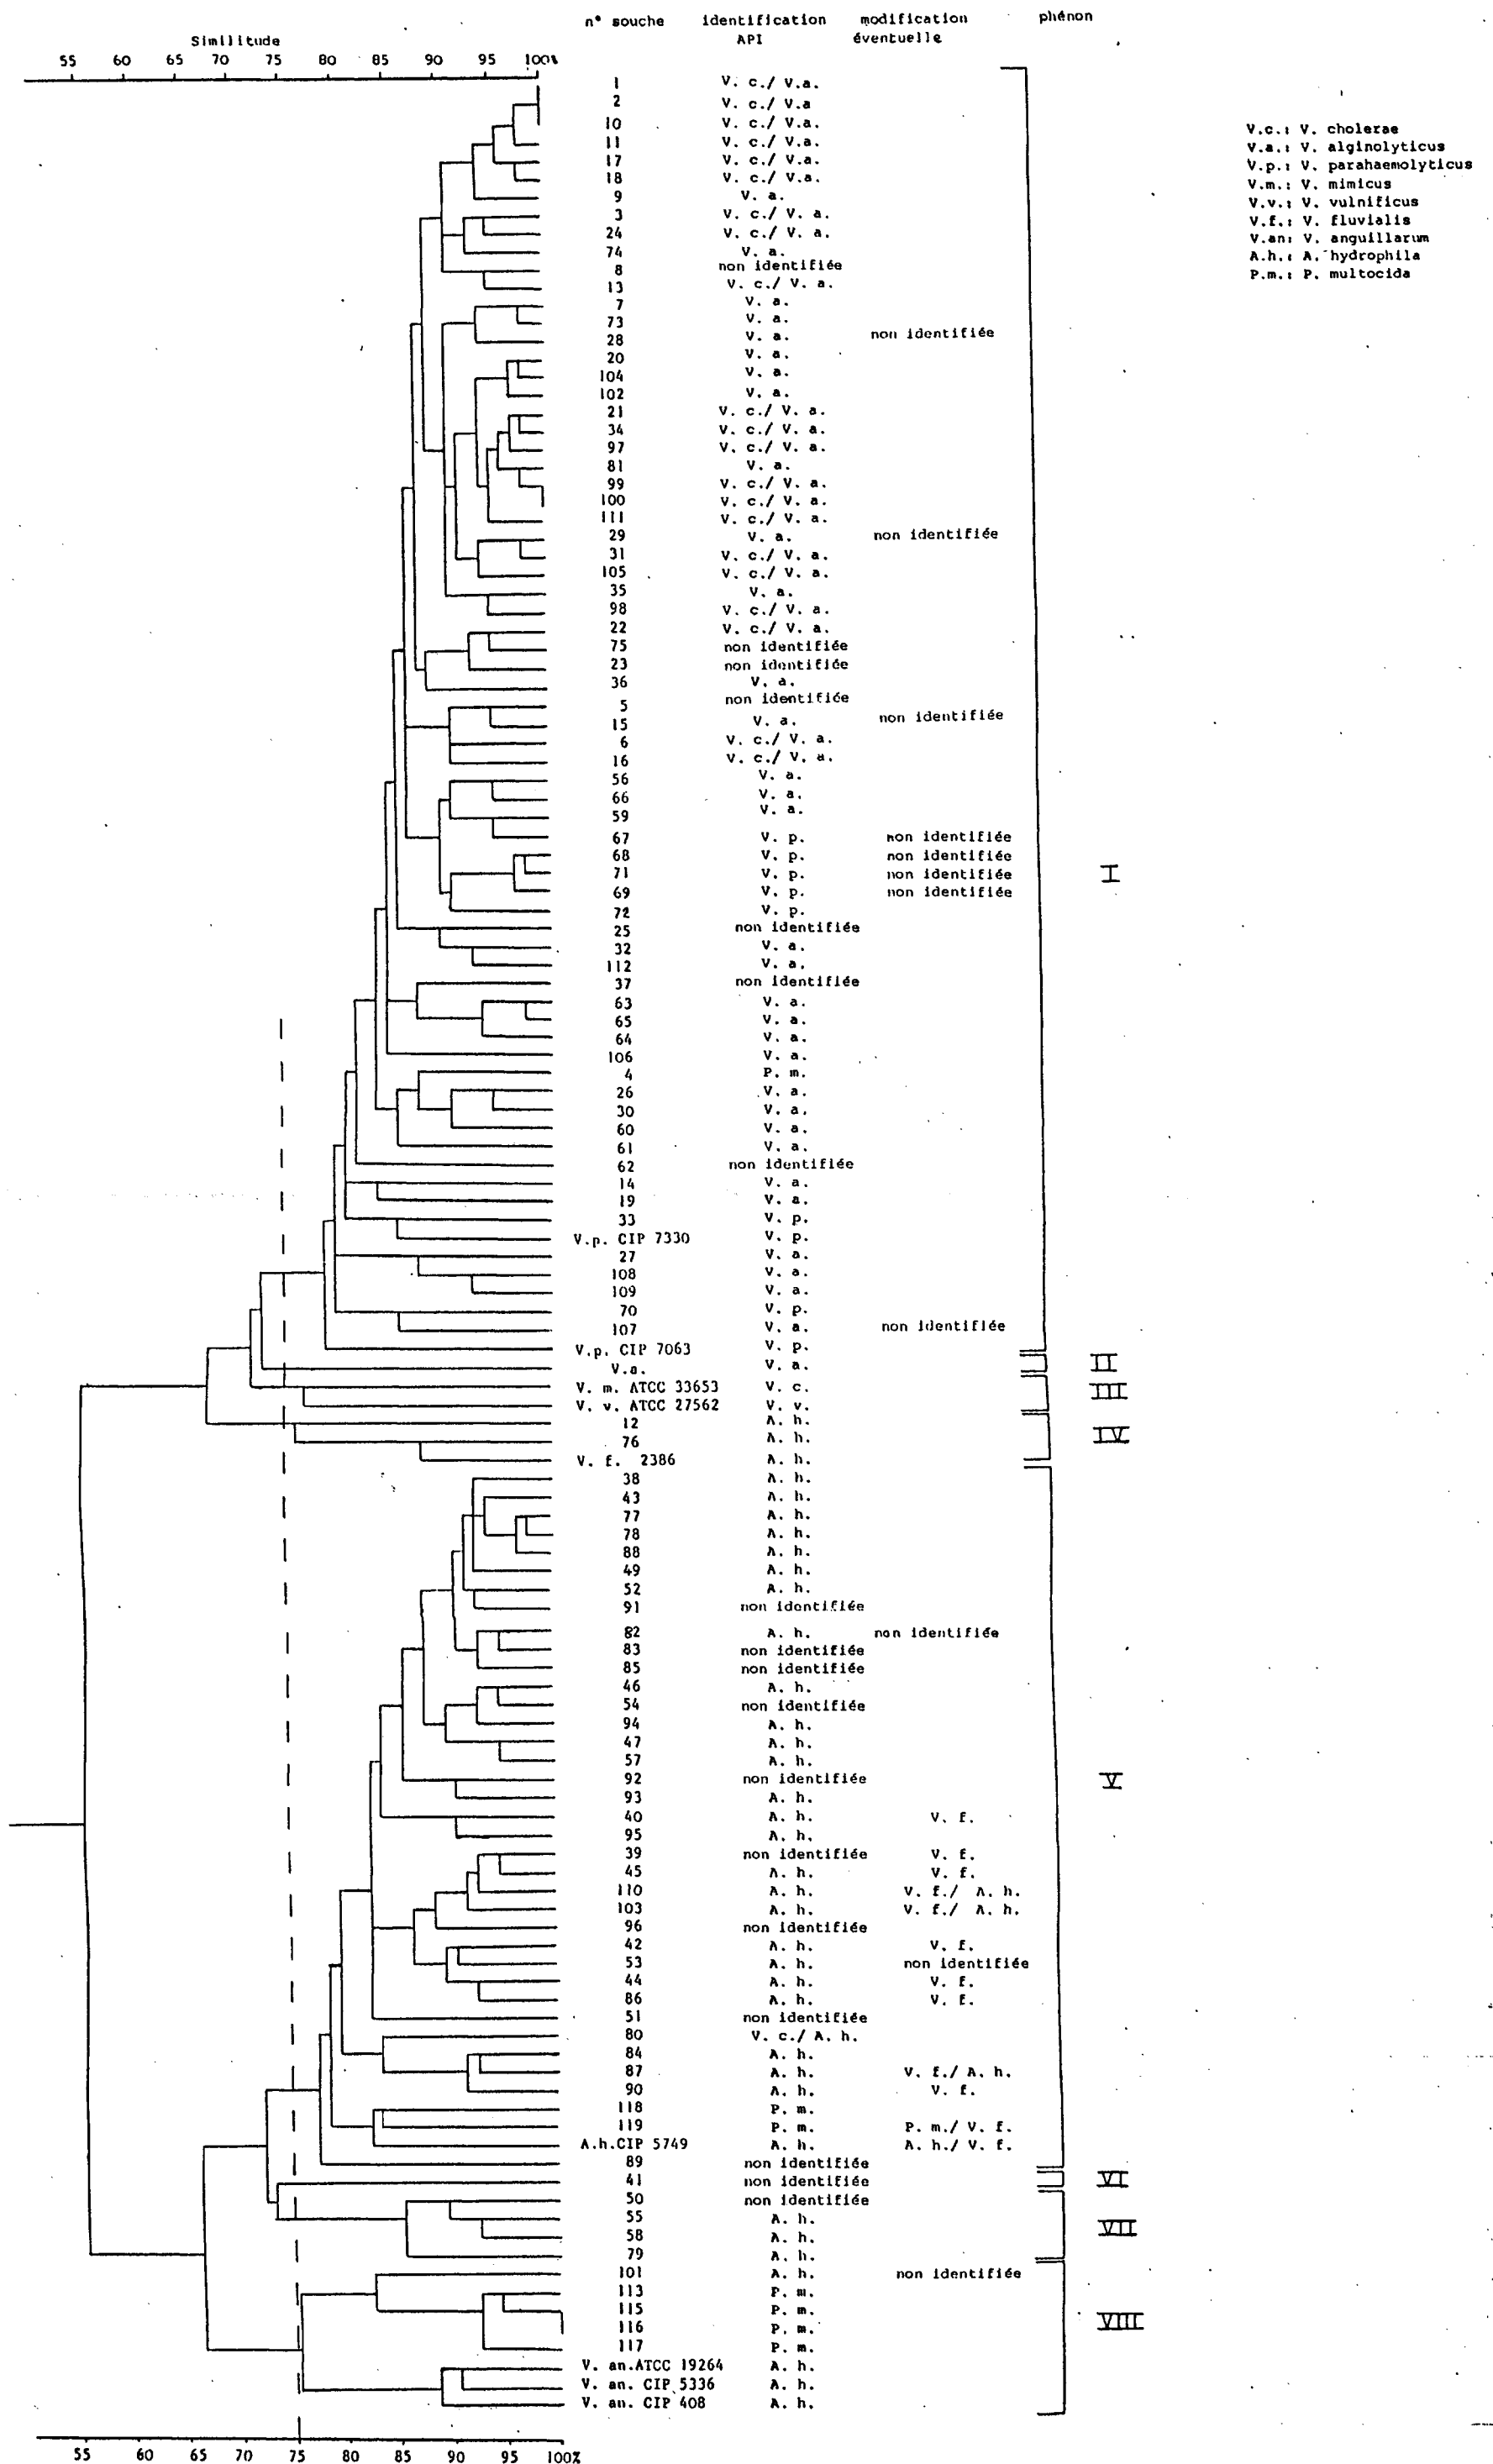 n° souche identification modification phénon
Similitude API éventuelle
55 60 65 70 75 80 85 90 95 100%
1 V. c./ V.a.
2 V. c./ V.a
10 V. c./ V.a.
11 V. c./ V.a.
17 V. c./ V.a.
18 V. c./ V.a.
9 V. a.
3 V. c./ V. a.
24 V. c./ V. a.
74 V. a.
8 non identifiée
13 V. c./ V. a.
7 V. a.
73 V. a.
28 V. a. non identifiée
20 V. a.
104 V. a.
102 V. a.
21 V. c./ V. a.
34 V. c./ V. a.
97 V. c./ V. a.
81 V. a.
99 V. c./ V. a.
100 V. c./ V. a.
111 V. c./ V. a.
29 V. a. non identifiée
31 V. c./ V. a.
105 V. c./ V. a.
35 V. a.
98 V. c./ V. a.
22 V. c./ V. a.
75 non identifiée
23 non identifiée
36 V. a.
5 non identifiée
15 V. a. non identifiée
6 V. c./ V. a.
16 V. c./ V. a.
56 V. a.
66 V. a.
59 V. a.
67 V. p. non identifiée
68 V. p. non identifiée
71 V. p. non identifiée
69 V. p. non identifiée
72 V. p.
25 non identifiée
32 V. a.
112 V. a.
37 non identifiée
63 V. a.
65 V. a.
64 V. a.
106 V. a.
4 P. m.
26 V. a.
30 V. a.
60 V. a.
61 V. a.
62 non identifiée
14 V. a.
19 V. a.
33 V. p.
V.p. CIP 7330 V. p.
27 V. a.
108 V. a.
109 V. a.
70 V. p.
107 V. a. non identifiée
V.p. CIP 7063 V. p.
I
V.a. V. a. II
V. m. ATCC 33653 V. c.
V. v. ATCC 27562 V. v.
III
12 A. h.
76 A. h.
V. f. 2386 A. h.
IV
38 A. h.
43 A. h.
77 A. h.
78 A. h.
88 A. h.
49 A. h.
52 A. h.
91 non identifiée
82 A. h. non identifiée
83 non identifiée
85 non identifiée
46 A. h.
54 non identifiée
94 A. h.
47 A. h.
57 A. h.
92 non identifiée
93 A. h.
40 A. h. V. f.
95 A. h.
39 non identifiée V. f.
45 A. h. V. f.
110 A. h. V. f./ A. h.
103 A. h. V. f./ A. h.
96 non identifiée
42 A. h. V. f.
53 A. h. non identifiée
44 A. h. V. f.
86 A. h. V. f.
51 non identifiée
80 V. c./ A. h.
84 A. h.
87 A. h. V. f./ A. h.
90 A. h. V. f.
118 P. m.
119 P. m. P. m./ V. f.
A.h.CIP 5749 A. h. A. h./ V. f.
89 non identifiée
V
41 non identifiée VI
50 non identifiée
55 A. h.
58 A. h.
79 A. h.
VII
101 A. h. non identifiée
113 P. m.
115 P. m.
116 P. m.
117 P. m.
V. an.ATCC 19264 A. h.
V. an. CIP 5336 A. h.
V. an. CIP 408 A. h.
VIII
55 60 65 70 75 80 85 90 95 100%
V.c.: V. cholerae
V.a.: V. alginolyticus
V.p.: V. parahaemolyticus
V.m.: V. mimicus
V.v.: V. vulnificus
V.f.: V. fluvialis
V.an: V. anguillarum
A.h.: A. hydrophila
P.m.: P. multocida